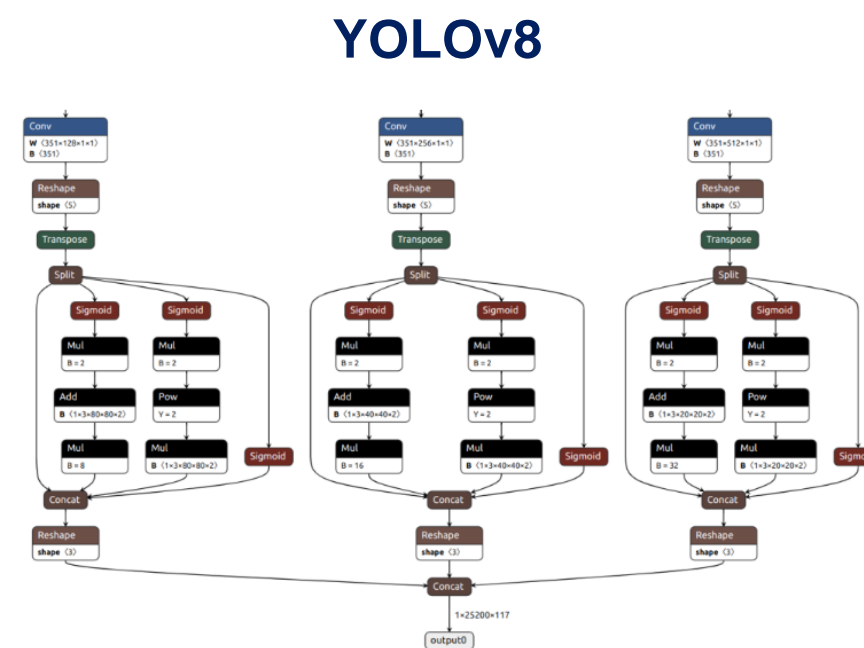 YOLOv8
Conv
W ⟨351×128×1×1⟩
B ⟨351⟩
Reshape
shape ⟨5⟩
Transpose
Split
Sigmoid
Sigmoid
Mul
B = 2
Mul
B = 2
Add
B ⟨1×3×80×80×2⟩
Pow
Y = 2
Mul
B = 8
Mul
B ⟨1×3×80×80×2⟩
Sigmoid
Concat
Reshape
shape ⟨3⟩
Conv
W ⟨351×256×1×1⟩
B ⟨351⟩
Reshape
shape ⟨5⟩
Transpose
Split
Sigmoid
Sigmoid
Mul
B = 2
Mul
B = 2
Add
B ⟨1×3×40×40×2⟩
Pow
Y = 2
Mul
B = 16
Mul
B ⟨1×3×40×40×2⟩
Sigmoid
Concat
Reshape
shape ⟨3⟩
Conv
W ⟨351×512×1×1⟩
B ⟨351⟩
Reshape
shape ⟨5⟩
Transpose
Split
Sigmoid
Sigmoid
Mul
B = 2
Mul
B = 2
Add
B ⟨1×3×20×20×2⟩
Pow
Y = 2
Mul
B = 32
Mul
B ⟨1×3×20×20×2⟩
Sigmo
Concat
Reshape
shape ⟨3⟩
Concat
1×25200×117
output0